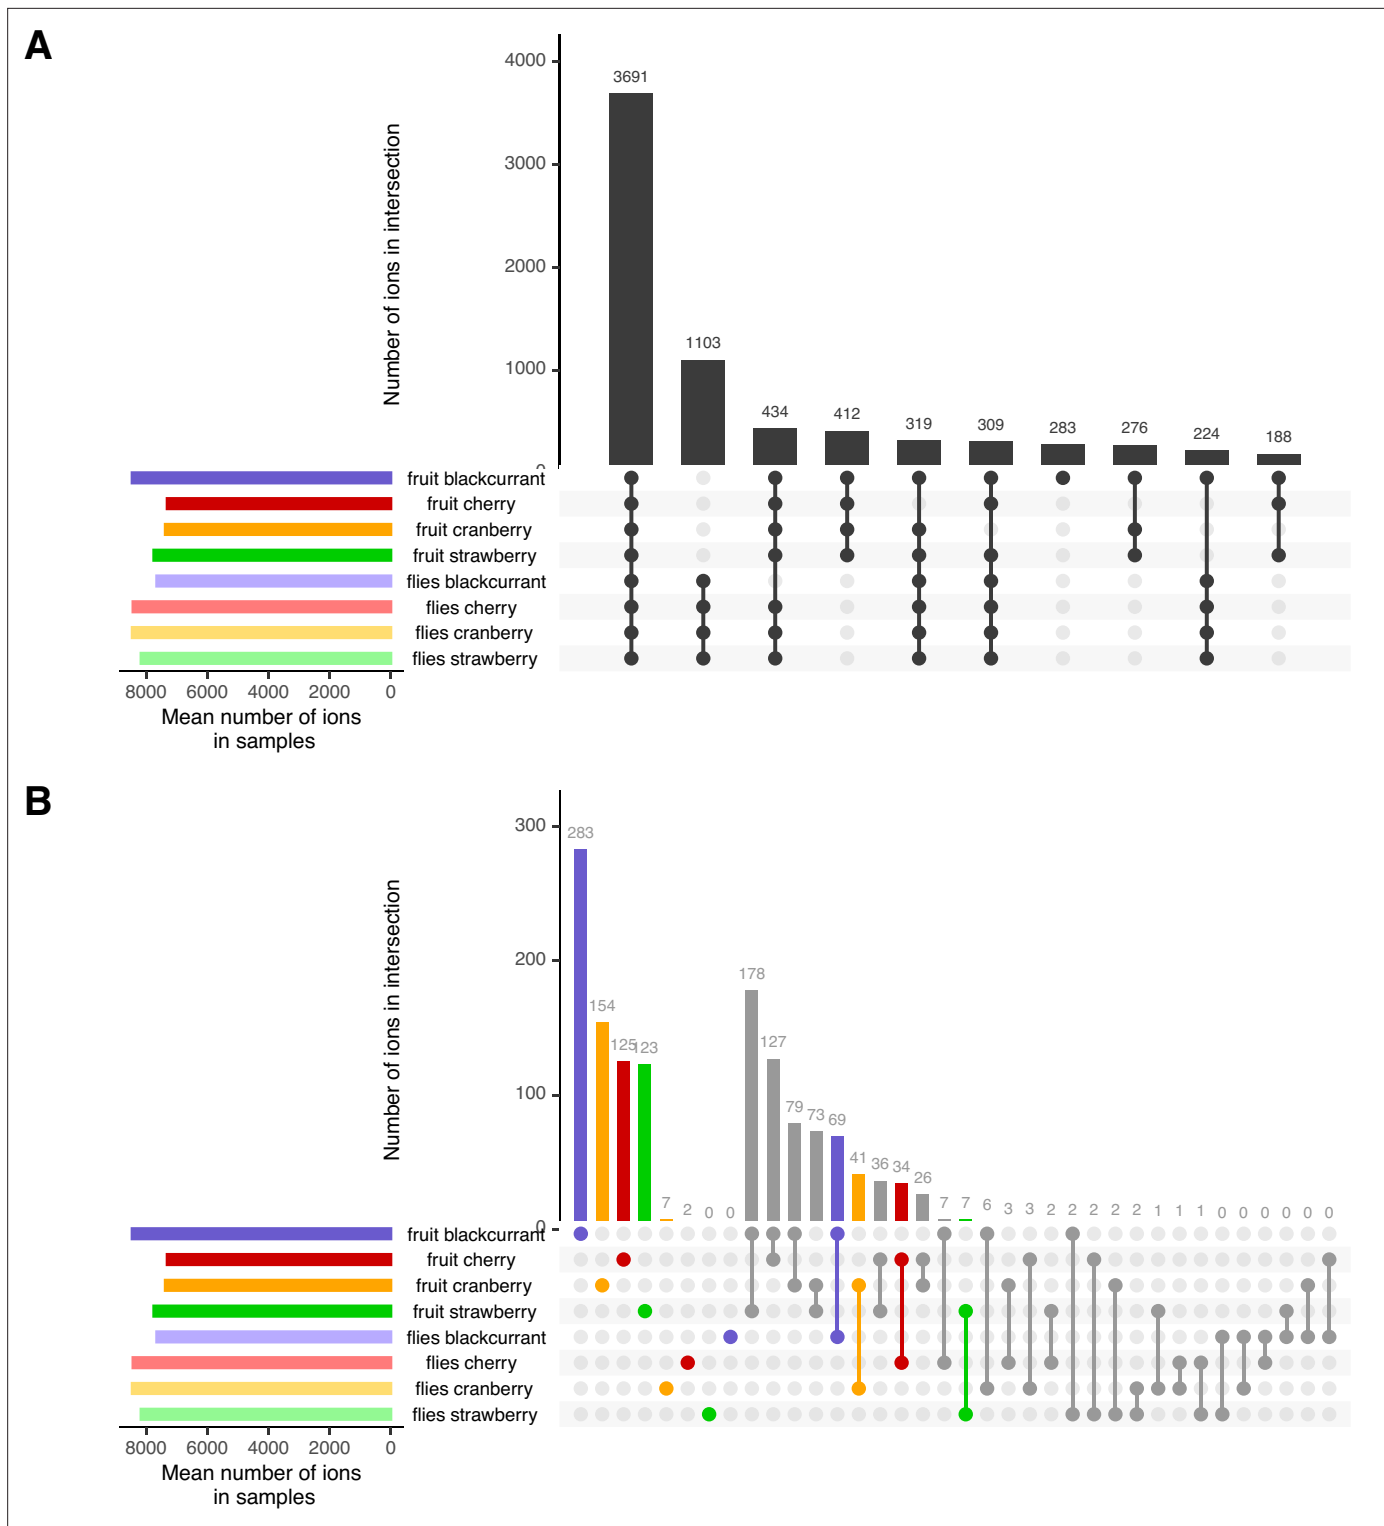 A
4000
3000
2000
1000
0
Number of ions in intersection
3691
1103
434
412
319
309
283
276
224
188
fruit blackcurrant
fruit cherry
fruit cranberry
fruit strawberry
flies blackcurrant
flies cherry
flies cranberry
flies strawberry
8000 6000 4000 2000 0
Mean number of ions
in samples
B
300
200
100
0
Number of ions in intersection
283
154
125
123
7
2
0
0
178
127
79
73
69
41
36
34
26
7
7
6
3
3
2
2
2
2
2
1
1
1
0
0
0
0
0
0
fruit blackcurrant
fruit cherry
fruit cranberry
fruit strawberry
flies blackcurrant
flies cherry
flies cranberry
flies strawberry
8000 6000 4000 2000 0
Mean number of ions
in samples